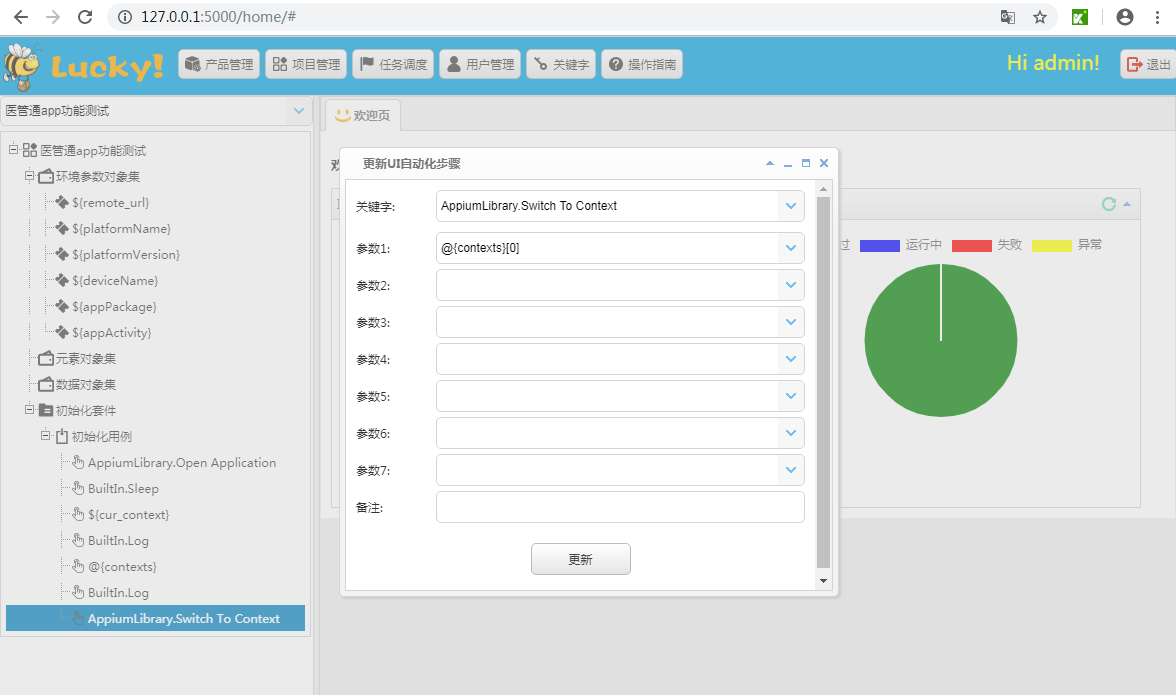 127.0.0.1:5000/home/#
Lucky!
产品管理 项目管理 任务调度 用户管理 关键字 操作指南
Hi admin!
退出
医管通app功能测试
欢迎页
医管通app功能测试
环境参数对象集
${remote_url}
${platformName}
${platformVersion}
${deviceName}
${appPackage}
${appActivity}
元素对象集
数据对象集
初始化套件
初始化用例
AppiumLibrary.Open Application
BuiltIn.Sleep
${cur_context}
BuiltIn.Log
@{contexts}
BuiltIn.Log
AppiumLibrary.Switch To Context
更新UI自动化步骤
关键字: AppiumLibrary.Switch To Context
参数1: @{contexts}[0]
参数2:
参数3:
参数4:
参数5:
参数6:
参数7:
备注:
更新
过 运行中 失败 异常